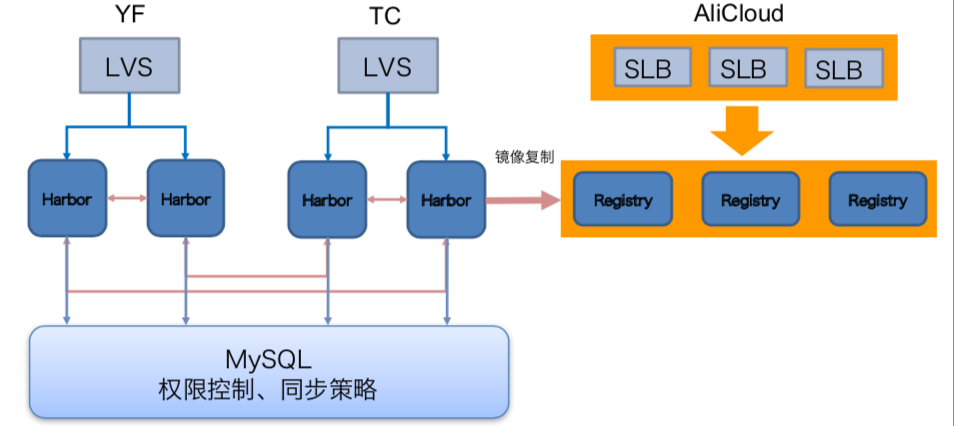 YF
TC
AliCloud
LVS
LVS
SLB
SLB
SLB
镜像复制
Harbor
Harbor
Harbor
Harbor
Registry
Registry
Registry
MySQL
权限控制、同步策略